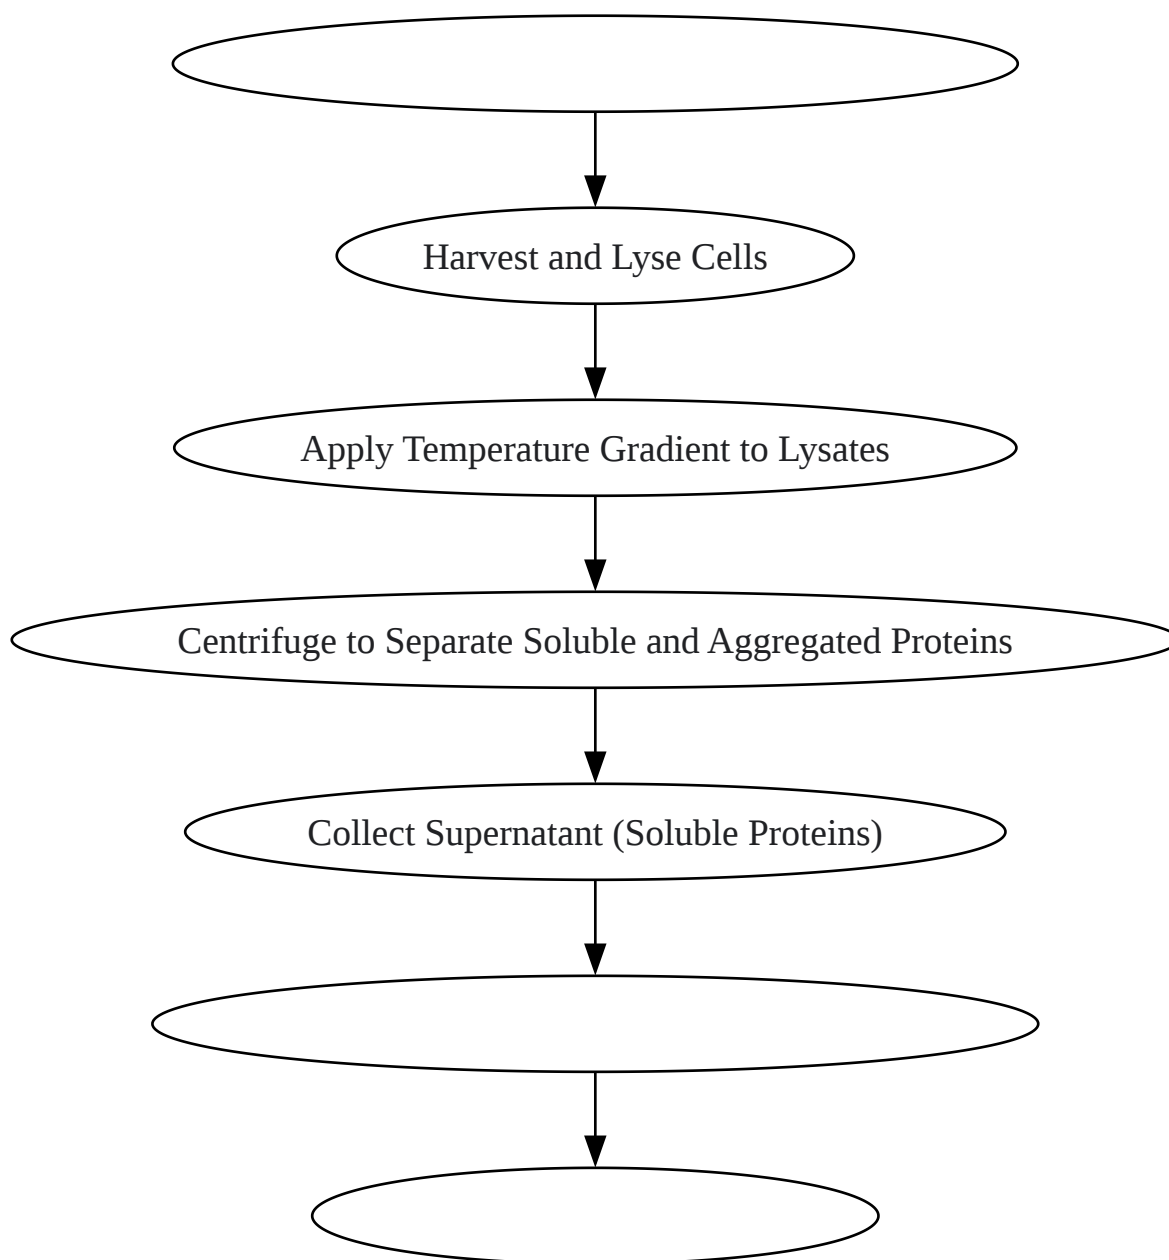 Harvest and Lyse Cells
Apply Temperature Gradient to Lysates
Centrifuge to Separate Soluble and Aggregated Proteins
Collect Supernatant (Soluble Proteins)